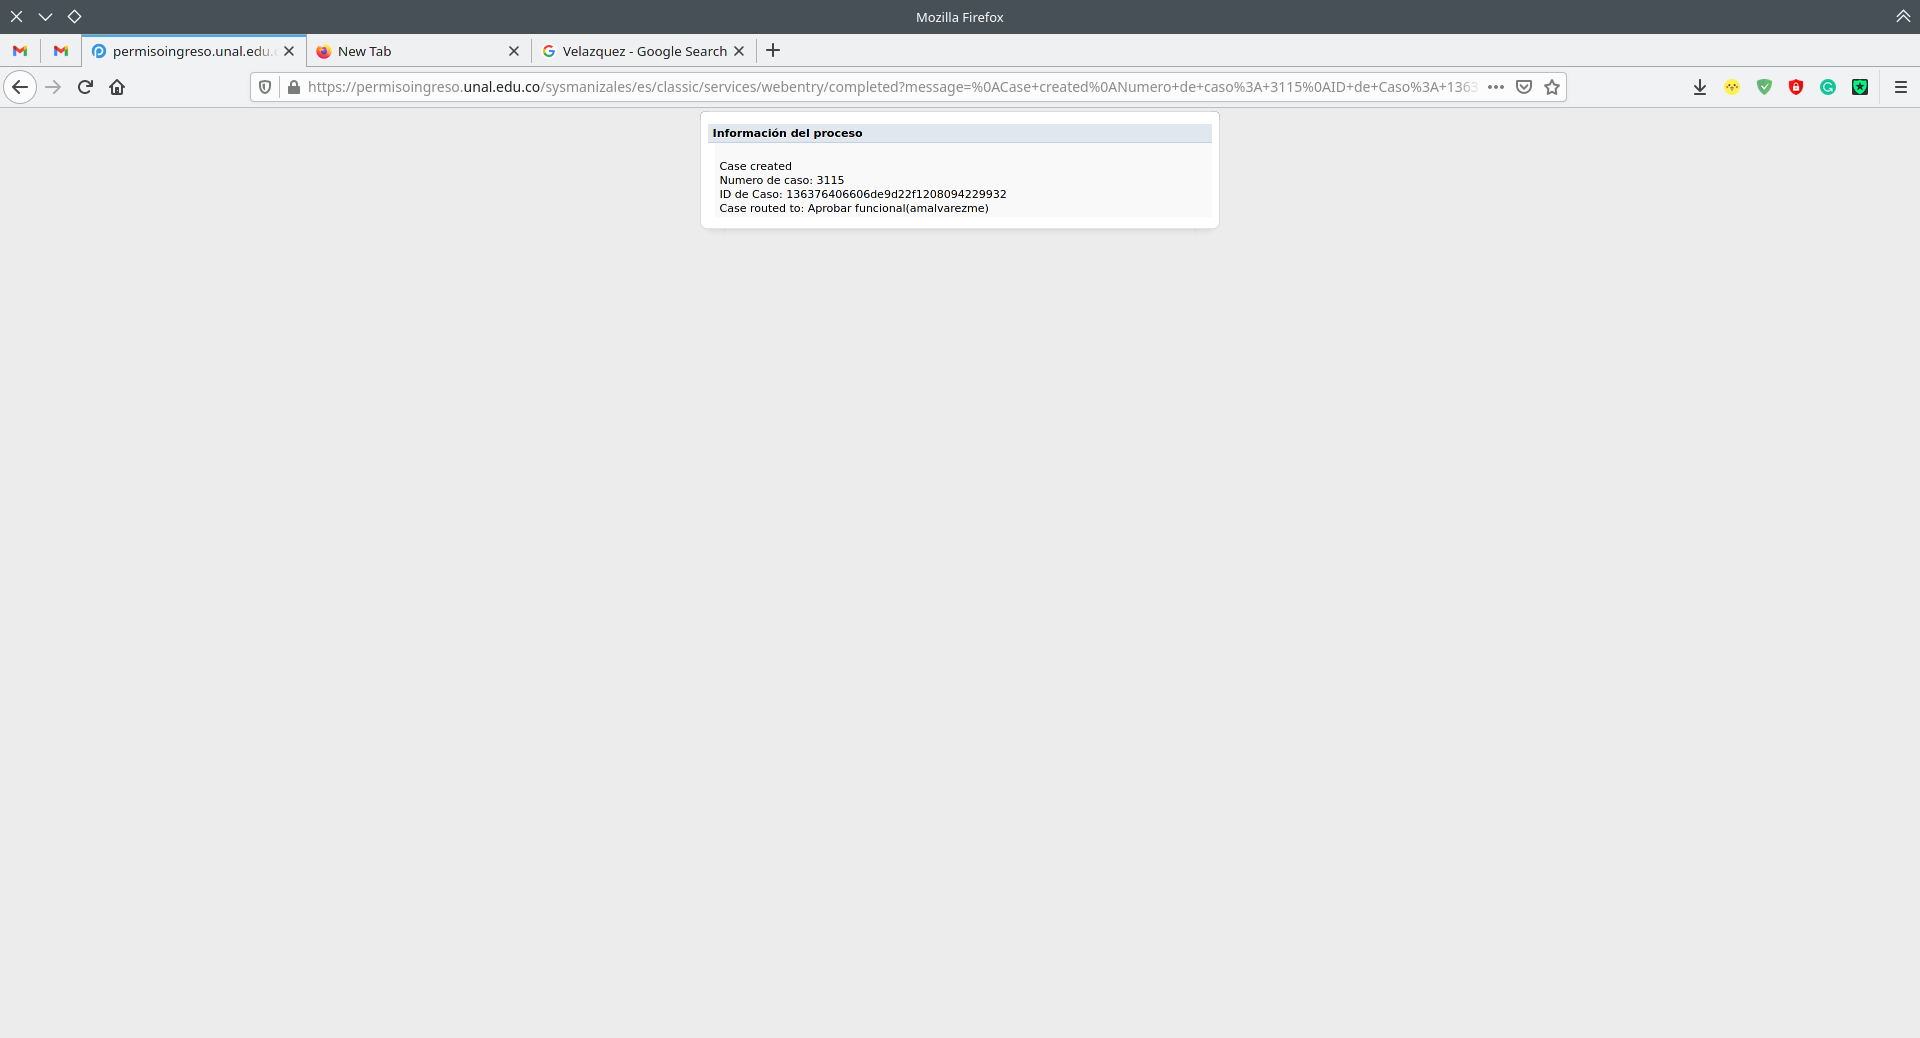 Mozilla Firefox
permisoingreso.unal.edu.
New Tab
Velazquez - Google Search
https://permisoingreso.unal.edu.co/sysmanizales/es/classic/services/webentry/completed?message=%0ACase+created%0ANumero+de+caso%3A+3115%0AID+de+Caso%3A+1363
Información del proceso
Case created
Numero de caso: 3115
ID de Caso: 136376406606de9d22f1208094229932
Case routed to: Aprobar funcional(amalvarezme)